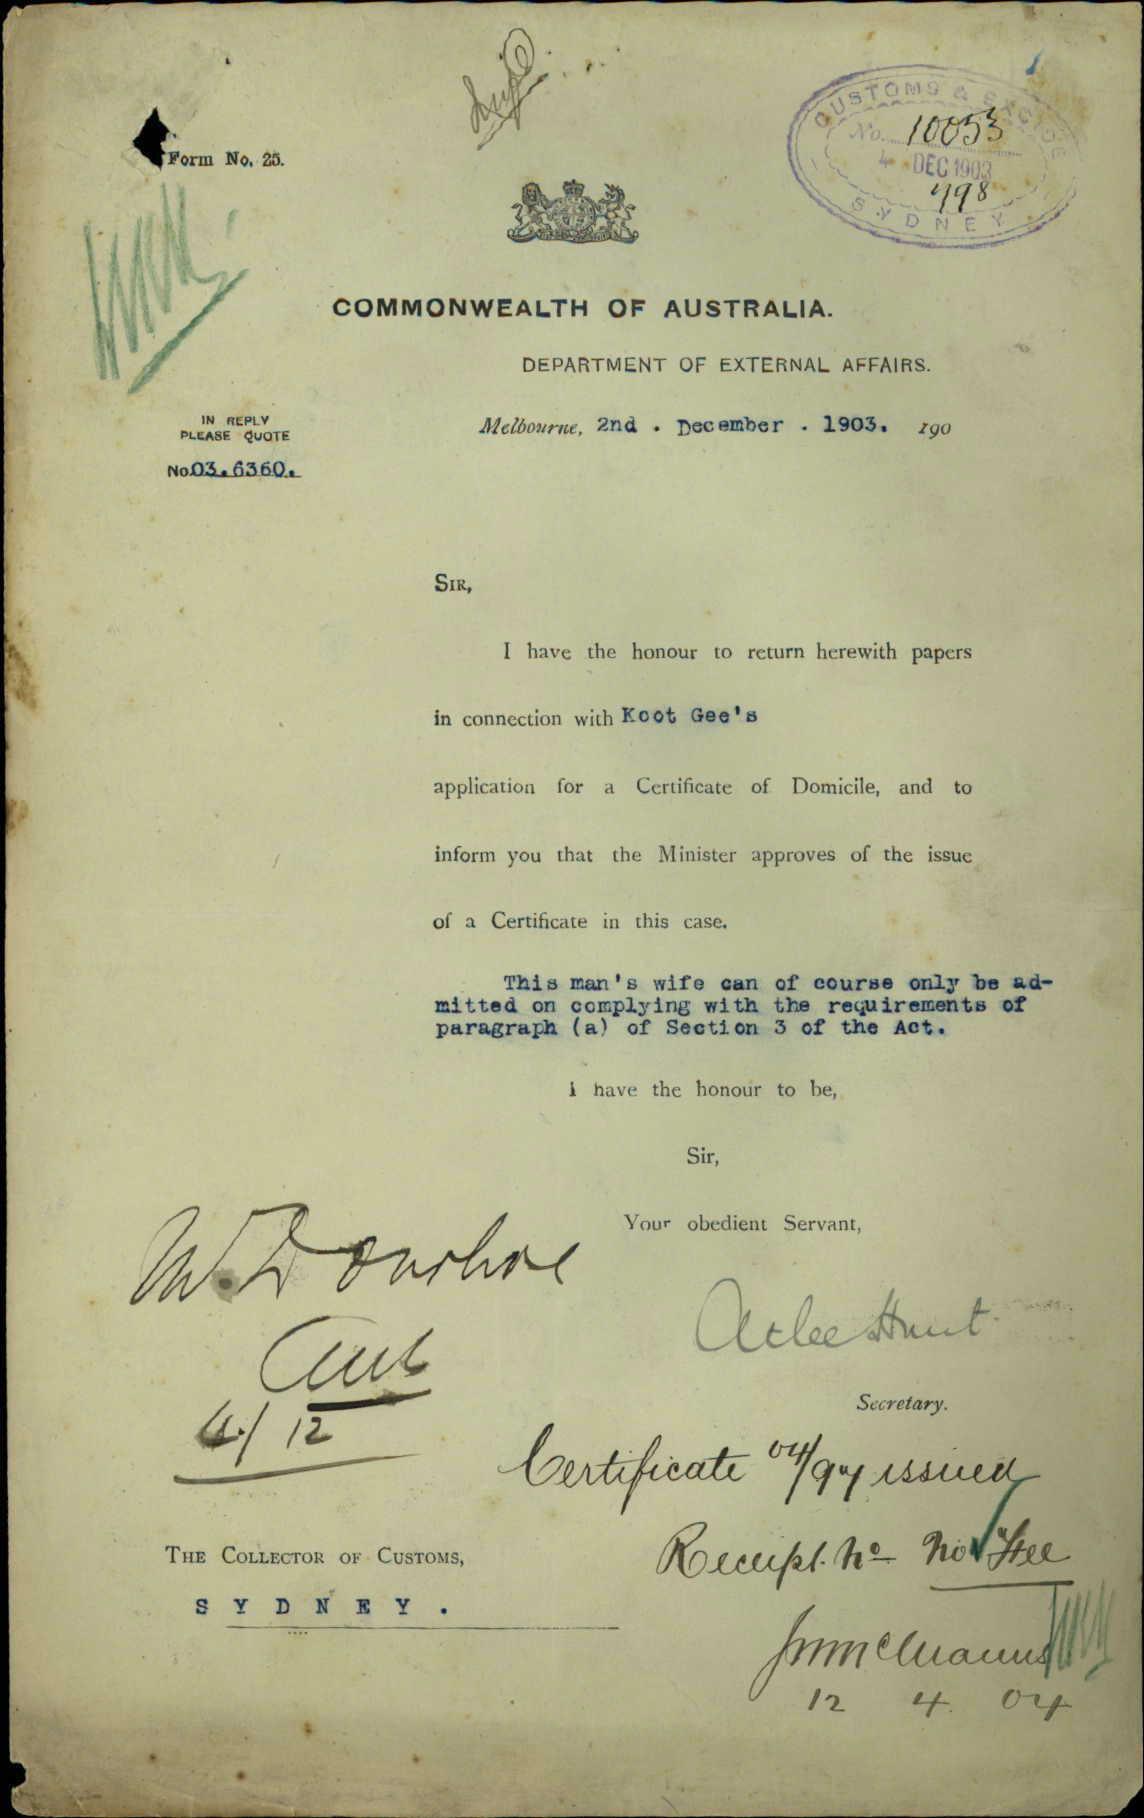 Form No. 25.
CUSTOMS & EXCISE
No. 10053
4 DEC 1903
498
SYDNEY
COMMONWEALTH OF AUSTRALIA.
DEPARTMENT OF EXTERNAL AFFAIRS.
IN REPLY
PLEASE QUOTE
No. 03.6360.
Melbourne, 2nd . December . 1903. 190
SIR,
I have the honour to return herewith papers
in connection with Koot Gee's
application for a Certificate of Domicile, and to
inform you that the Minister approves of the issue
of a Certificate in this case.
This man's wife can of course only be ad-
mitted on complying with the requirements of
paragraph (a) of Section 3 of the Act.
I have the honour to be,
Sir,
Your obedient Servant,
Atlee Hunt
Secretary.
W. Donohoe
4/12
Certificate 04/97 issued
Receipt No No Fee
12 4 04
THE COLLECTOR OF CUSTOMS,
SYDNEY.